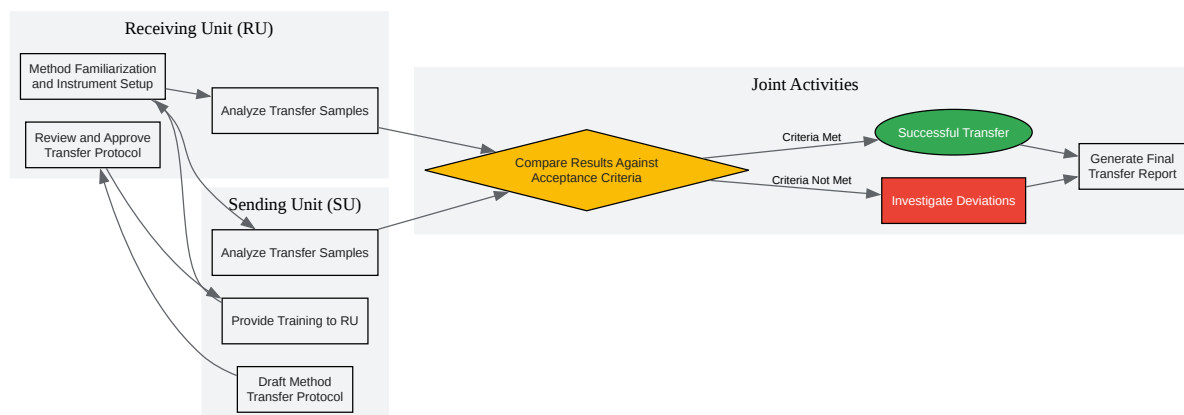 Receiving Unit (RU)
Method Familiarization
and Instrument Setup
Analyze Transfer Samples
Review and Approve
Transfer Protocol
Sending Unit (SU)
Analyze Transfer Samples
Provide Training to RU
Draft Method
Transfer Protocol
Joint Activities
Compare Results Against
Acceptance Criteria
Criteria Met
Criteria Not Met
Successful Transfer
Investigate Deviations
Generate Final
Transfer Report